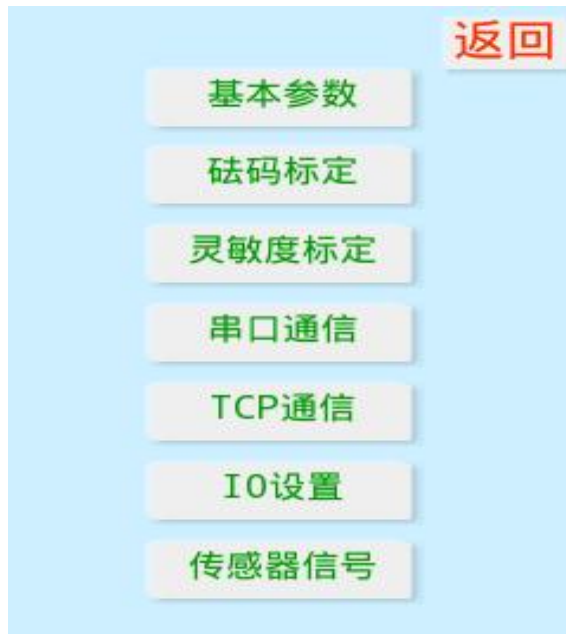 返回
基本参数
砝码标定
灵敏度标定
串口通信
TCP通信
IO设置
传感器信号